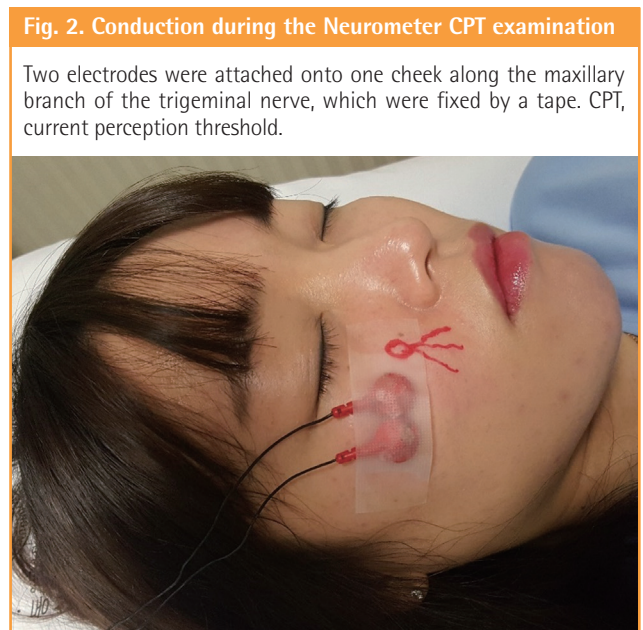 Fig. 2. Conduction during the Neurometer CPT examination
Two electrodes were attached onto one cheek along the maxillary
branch of the trigeminal nerve, which were fixed by a tape. CPT,
current perception threshold.